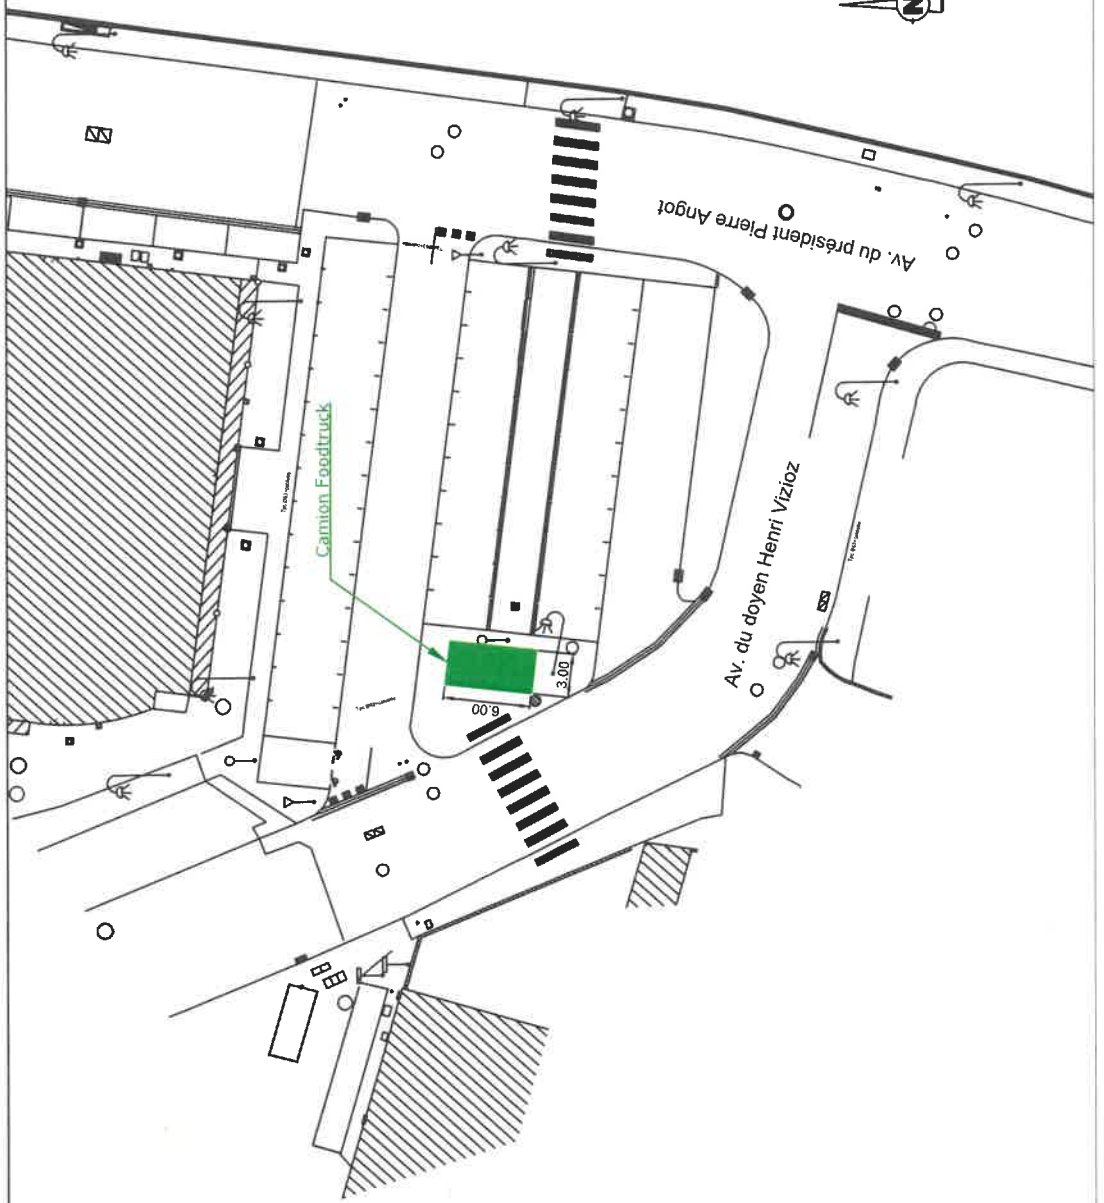 N
Av. du président Pierre Angot
Camion Foodtruck
Av. du doyen Henri Vizioz
3.00
6.00